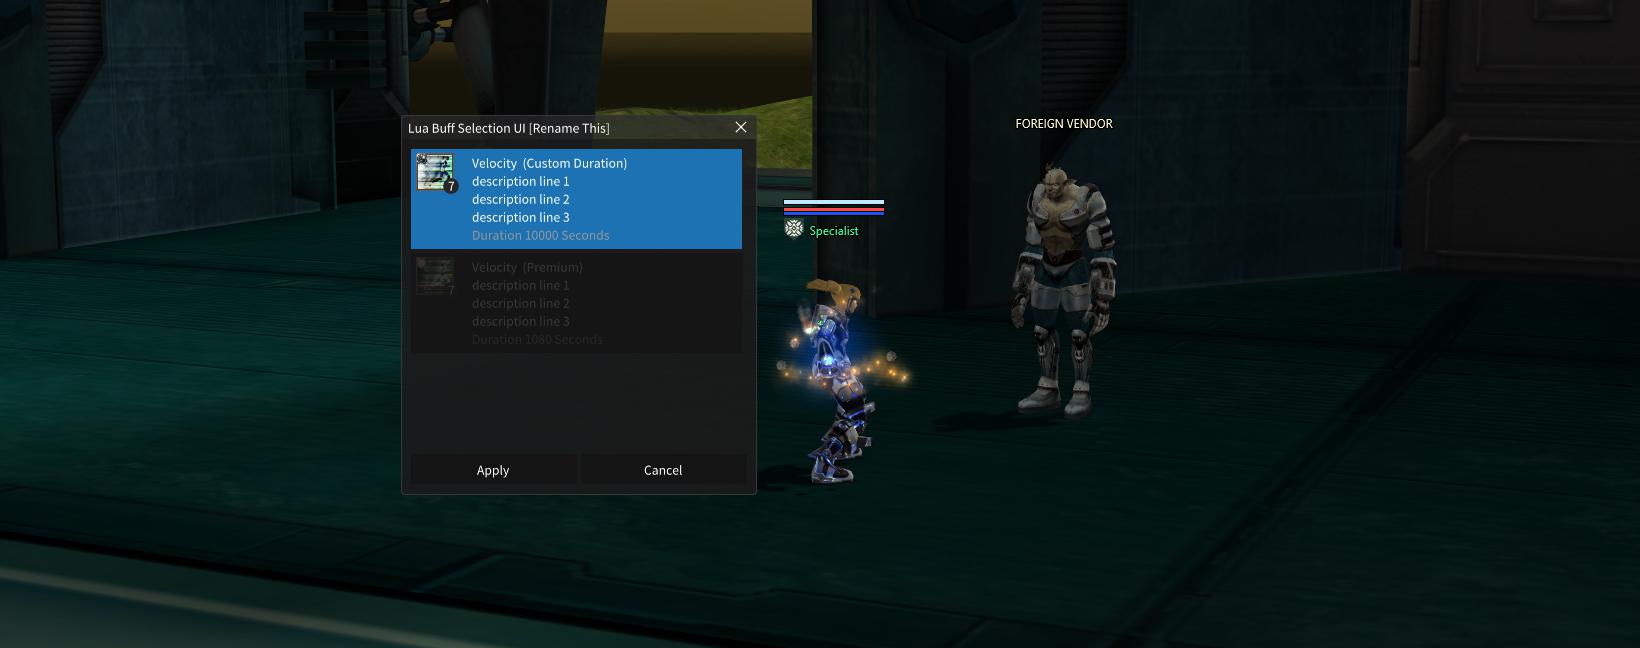 Lua Buff Selection UI [Rename This]
Velocity (Custom Duration)
description line 1
description line 2
description line 3
Duration 10000 Seconds
7
Velocity (Premium)
description line 1
description line 2
description line 3
Duration 1080 Seconds
7
Apply
Cancel
Specialist
FOREIGN VENDOR